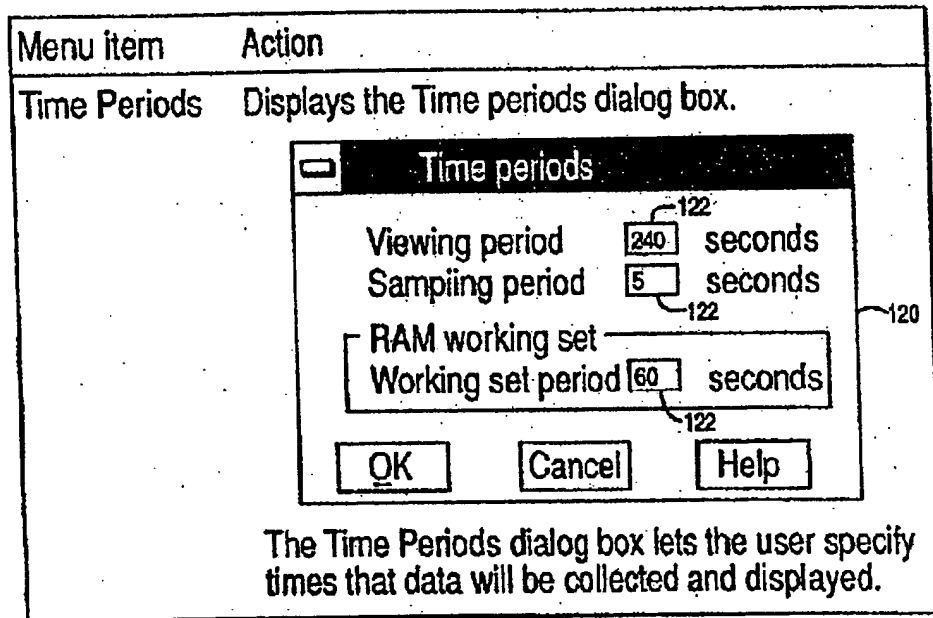 Menu item Action
Time Periods Displays the Time periods dialog box.
Time periods
122
Viewing period 240 seconds
Sampiing period 5 seconds
122
120
RAM working set
Working set period 60 seconds
122
OK Cancel Help
The Time Periods dialog box lets the user specify
times that data will be collected and displayed.